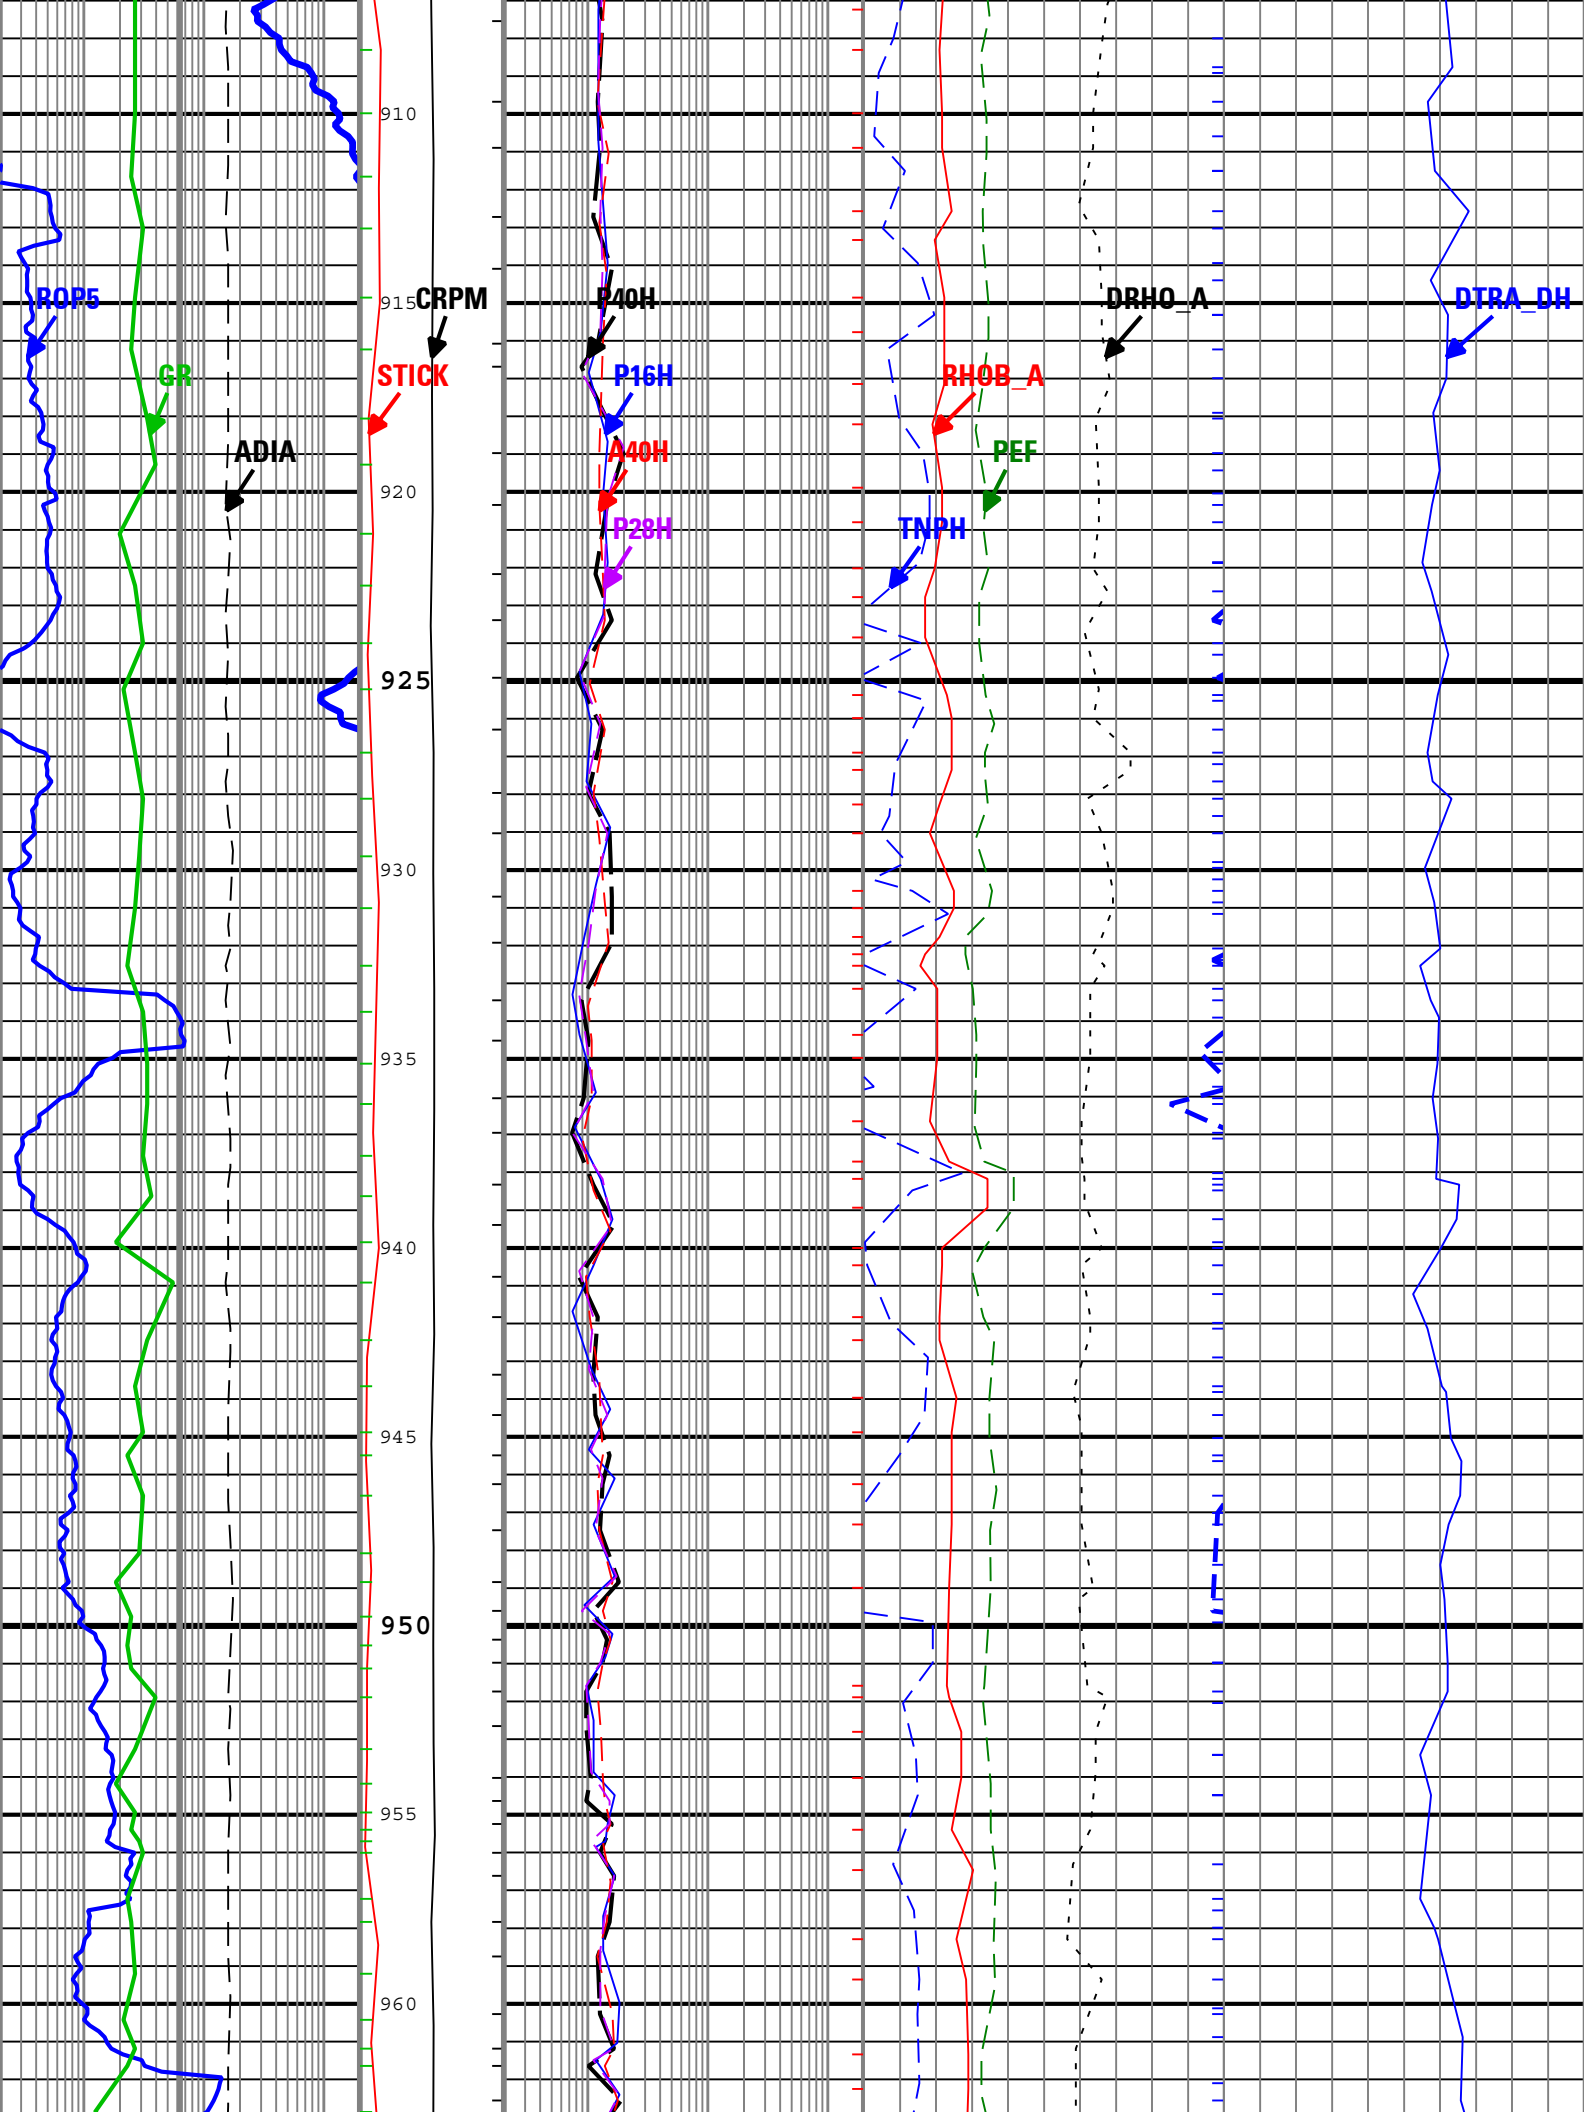 910
915
ROP5
CRPM
P40H
DRHO_A
DTRA_DH
GR
STICK
P16H
RHOB_A
ADIA
A40H
PEF
920
P28H
TNPH
925
930
935
940
945
950
955
960